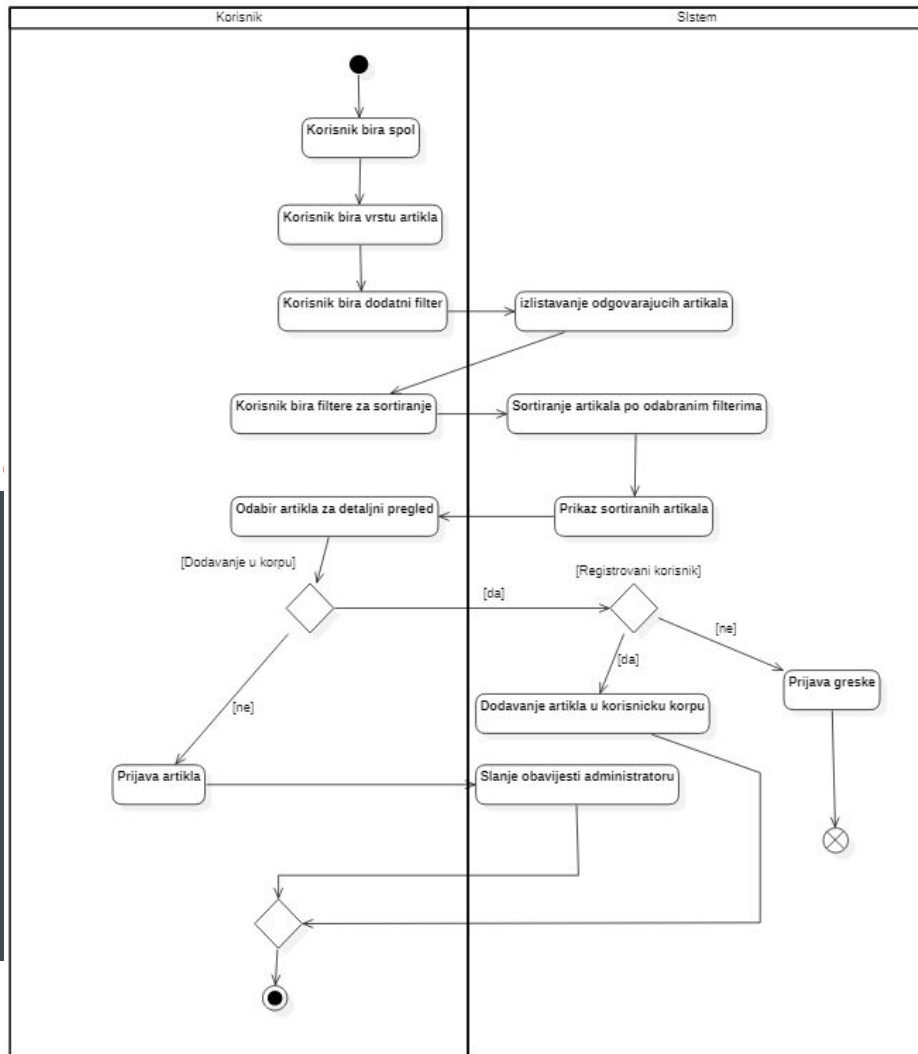 Korisnik
SIstem
Korisnik bira spol
Korisnik bira vrstu artikla
Korisnik bira dodatni filter
izlistavanje odgovarajucih artikala
Korisnik bira filtere za sortiranje
Sortiranje artikala po odabranim filterima
Odabir artikla za detaljni pregled
Prikaz sortiranih artikala
[Dodavanje u korpu]
[Registrovani korisnik]
[da]
[ne]
[da]
Prijava greske
[ne]
Dodavanje artikla u korisnicku korpu
Prijava artikla
Slanje obavijesti administratoru